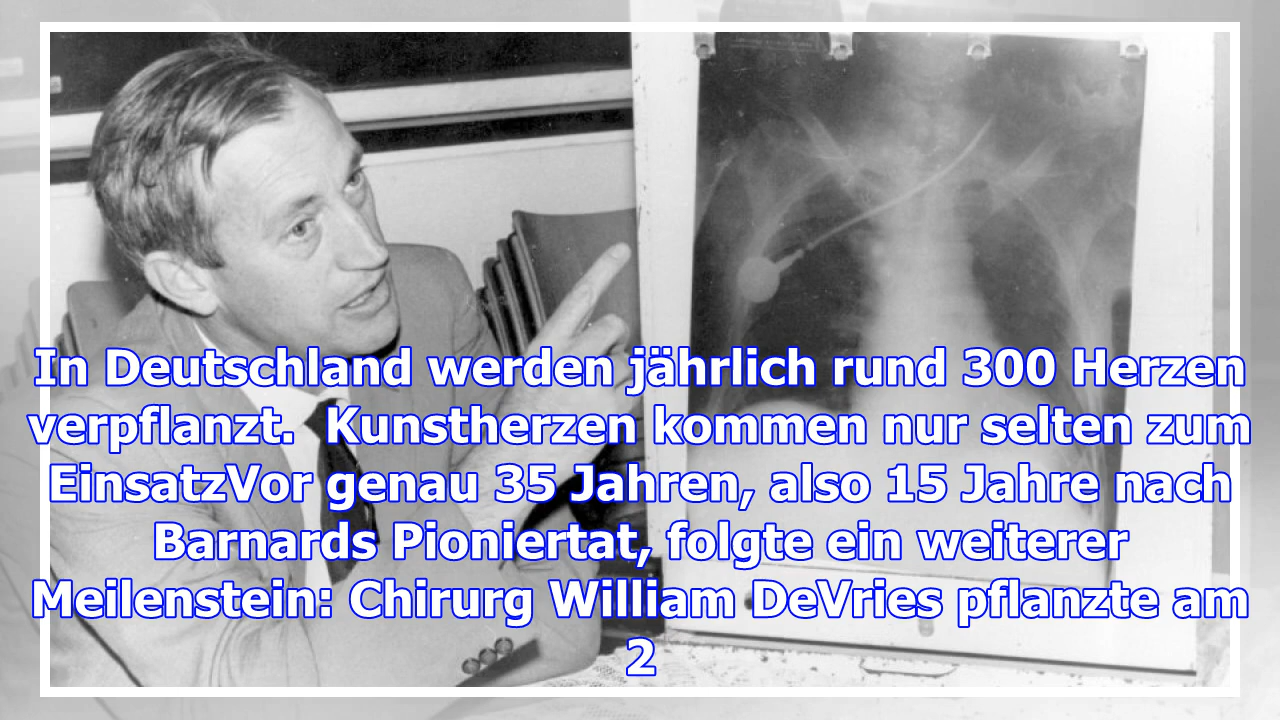 In Deutschland werden jährlich rund 300 Herzen
verpflanzt.  Kunstherzen kommen nur selten zum
EinsatzVor genau 35 Jahren, also 15 Jahre nach
Barnards Pioniertat, folgte ein weiterer
Meilenstein: Chirurg William DeVries pflanzte am
2